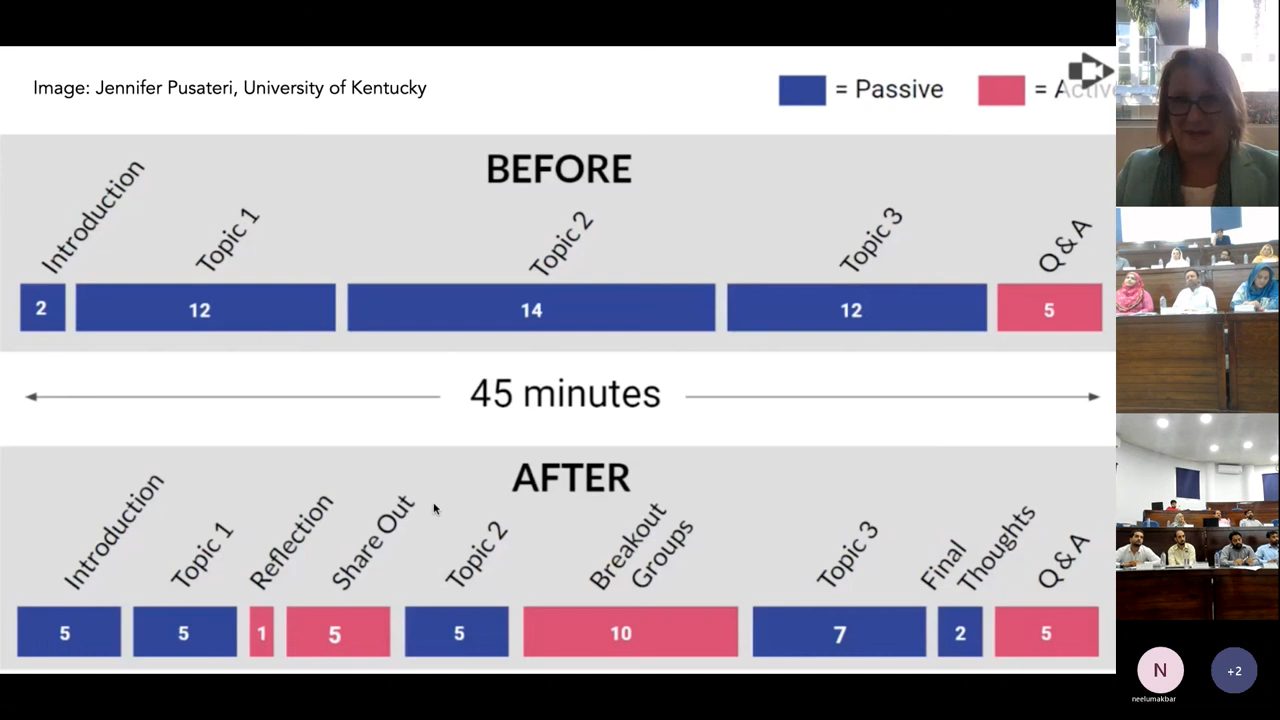 Image: Jennifer Pusateri, University of Kentucky
= Passive
= Active
BEFORE
Introduction
Topic 1
Topic 2
Topic 3
Q & A
2
12
14
12
5
45 minutes
AFTER
Introduction
Topic 1
Reflection
Share Out
Topic 2
Breakout
Groups
Topic 3
Final
Thoughts
Q & A
5
5
1
5
5
10
7
2
5
N
+2
neelumakbar